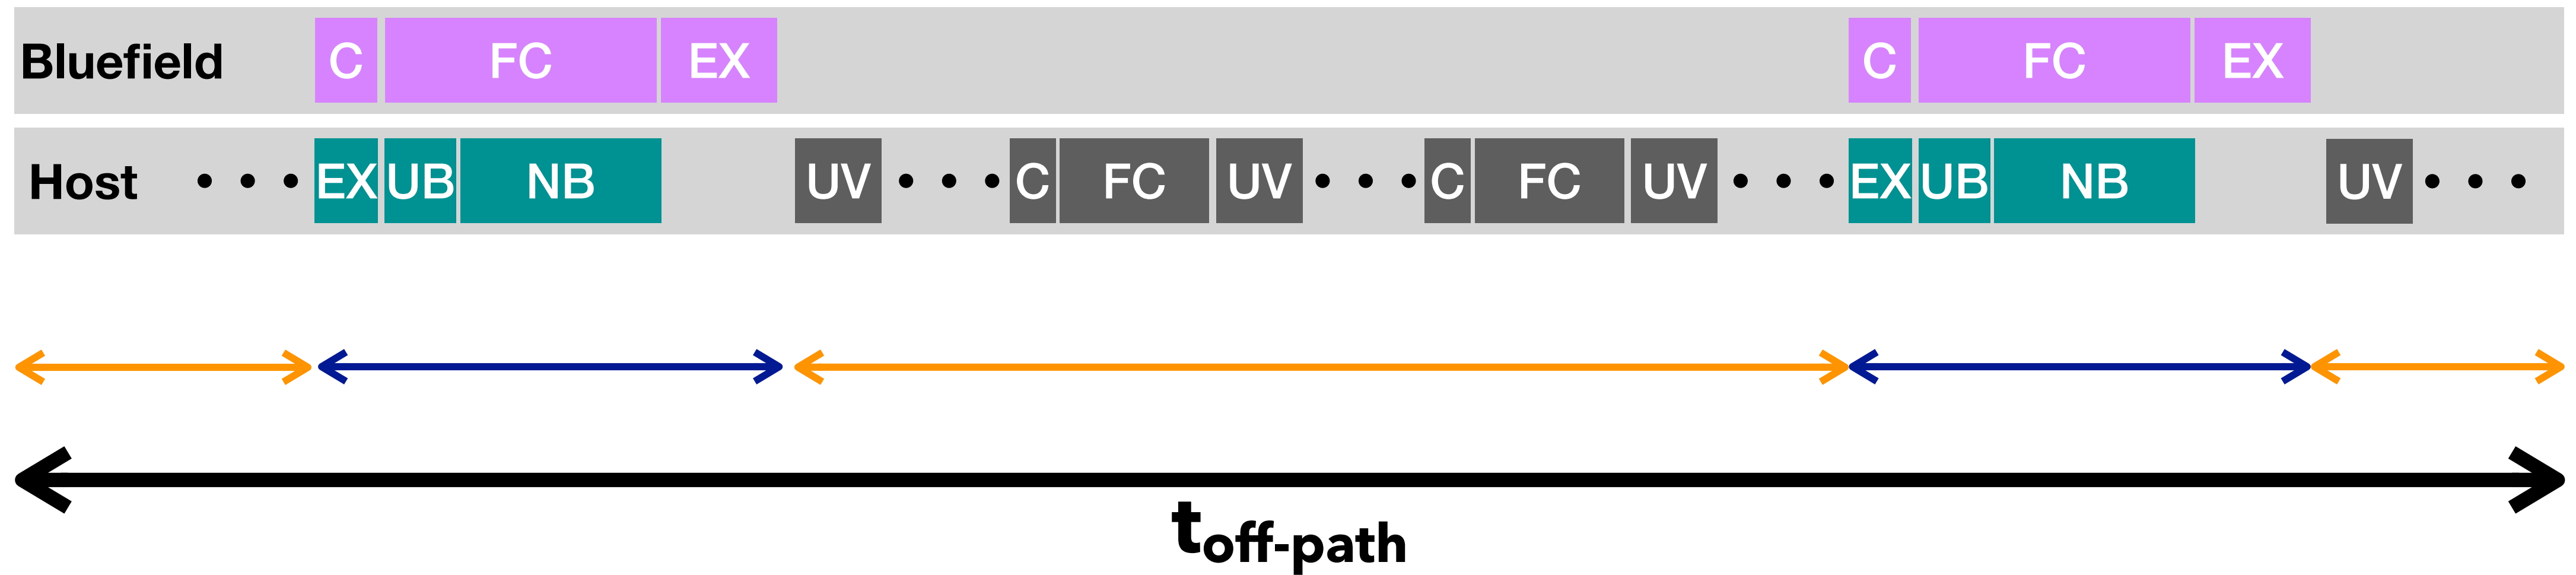 Bluefield C FC EX C FC EX
Host • • • EX UB NB UV • • • C FC UV • • • C FC UV • • • EX UB NB UV • • •
toff-path